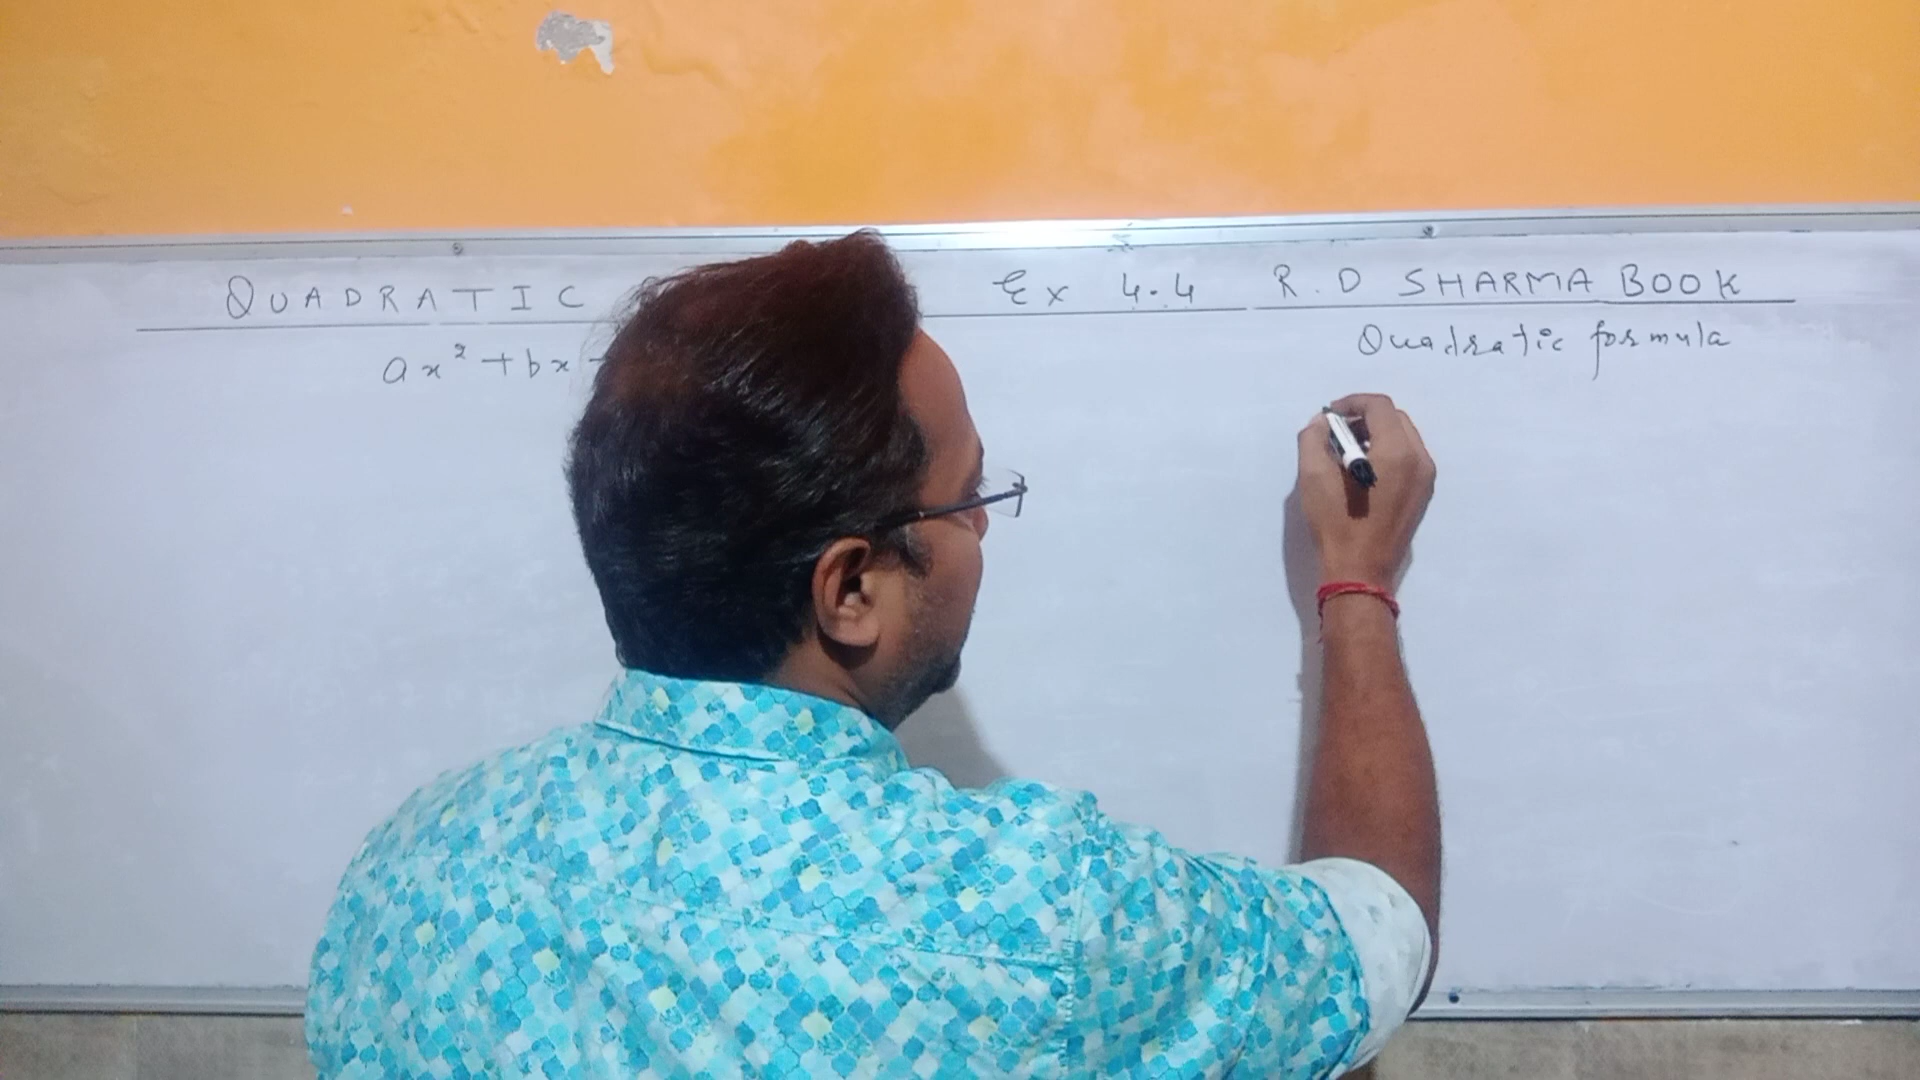 QUADRATIC Ex 4.4 R.D SHARMA BOOK
Quadratic formula
ax² + bx